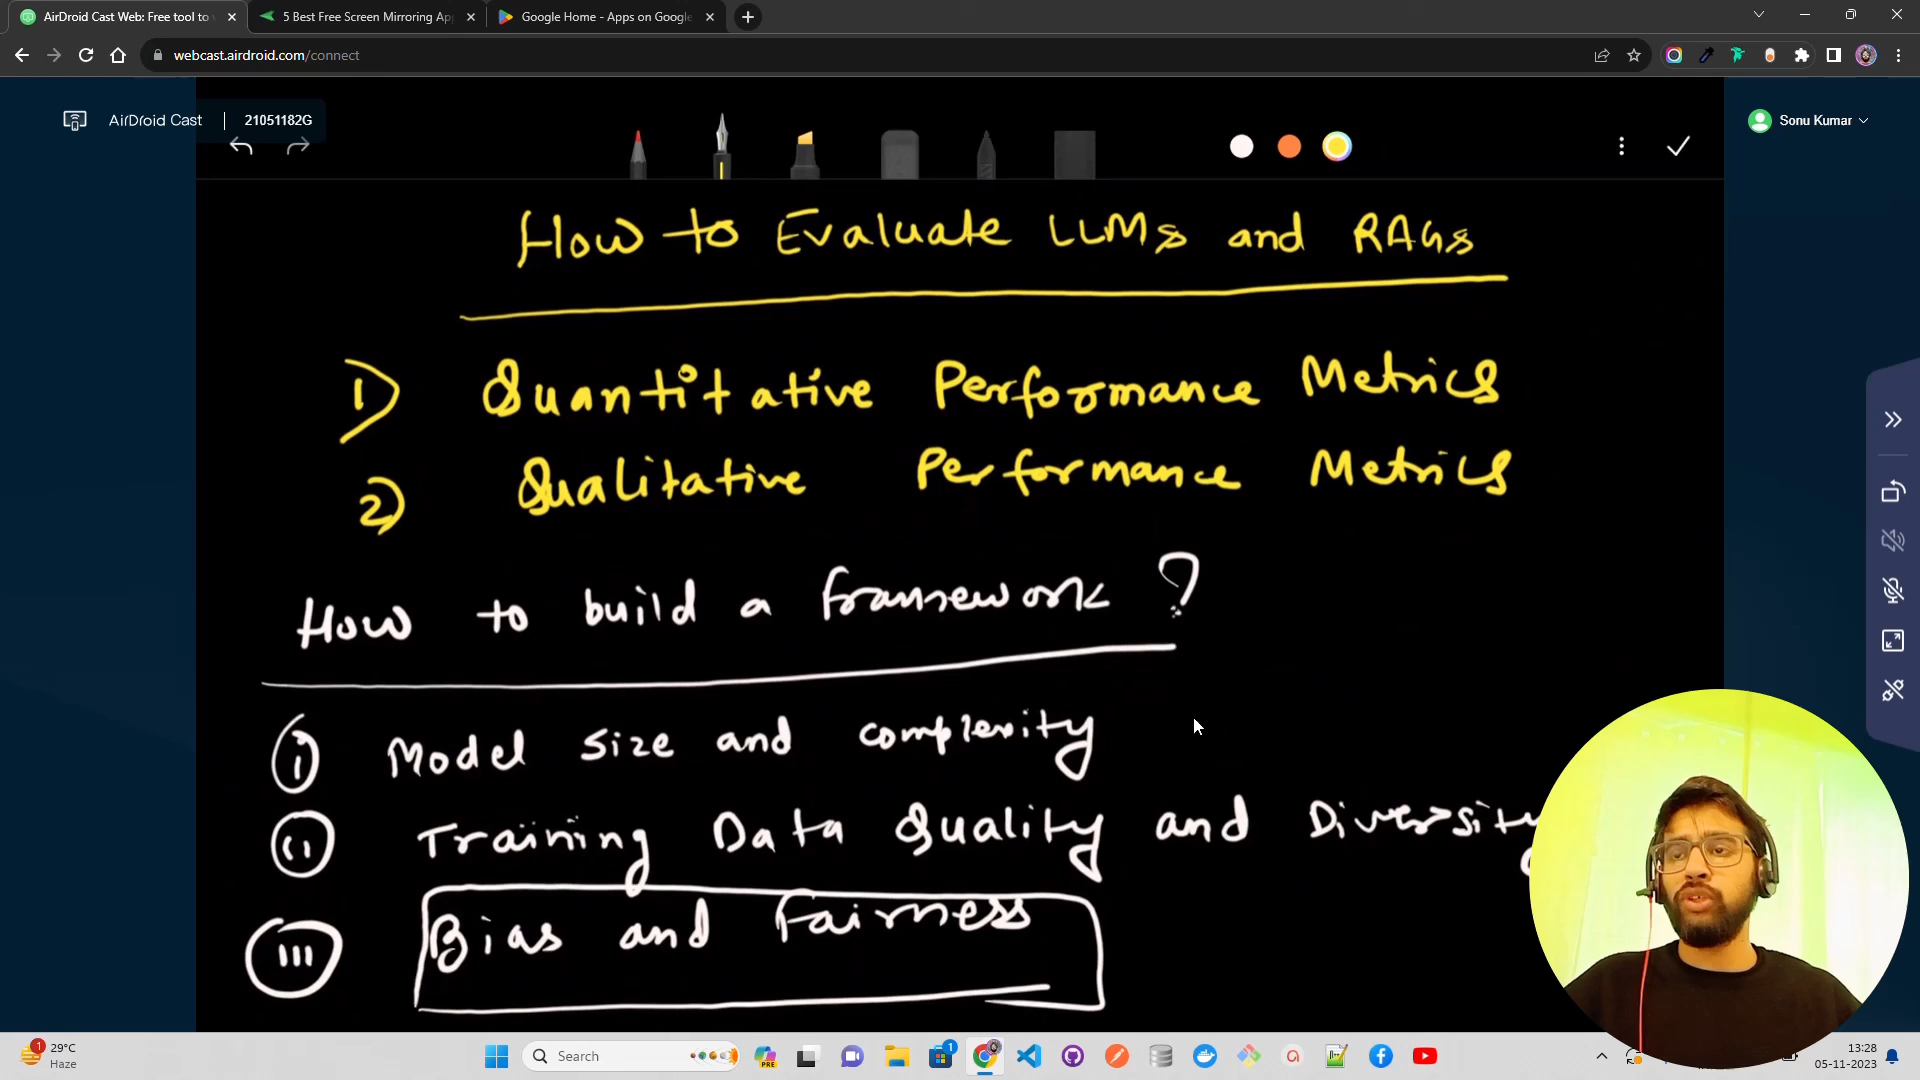 AirDroid Cast Web: Free tool to
5 Best Free Screen Mirroring Ap
Google Home - Apps on Google
webcast.airdroid.com/connect
AirDroid Cast | 21051182G
Sonu Kumar
How to Evaluate LLMs and RAGs
1) Quantitative Performance Metrics
2) Qualitative Performance Metrics
How to build a framework ?
i Model size and complexity
ii Training Data Quality and Diversity
iii Bias and Fairness
1
29°C
Haze
Search
PRE
1
13:28
05-11-2023